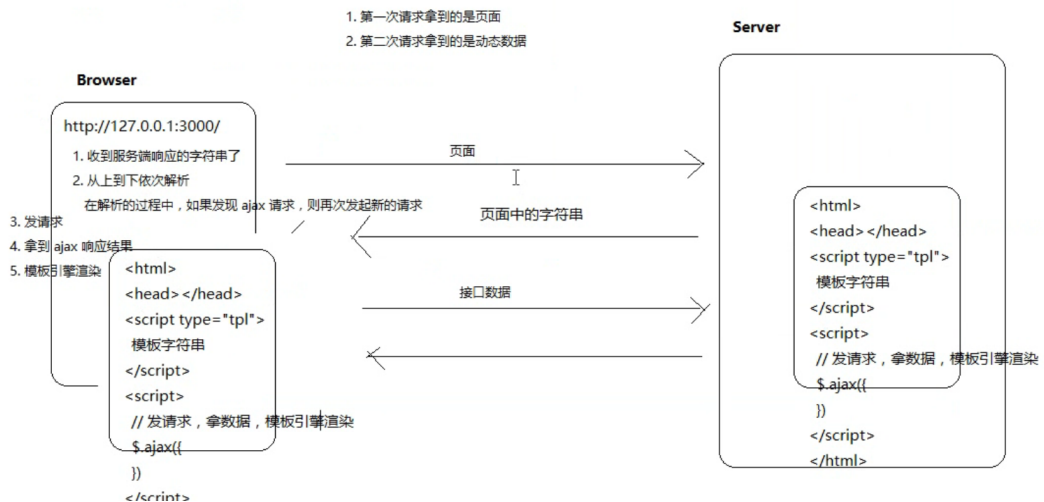 1. 第一次请求拿到的是页面
2. 第二次请求拿到的是动态数据
Server
Browser
http://127.0.0.1:3000/
1. 收到服务端响应的字符串了
2. 从上到下依次解析
在解析的过程中，如果发现 ajax 请求，则再次发起新的请求
3. 发请求
4. 拿到 ajax 响应结果
5. 模板引擎渲染
<html>
<head></head>
<script type="tpl">
模板字符串
</script>
<script>
// 发请求，拿数据，模板引擎渲染
$.ajax({
})
</script>
页面
页面中的字符串
接口数据
<html>
<head></head>
<script type="tpl">
模板字符串
</script>
<script>
// 发请求，拿数据，模板引擎渲染
$.ajax({
})
</script>
</html>